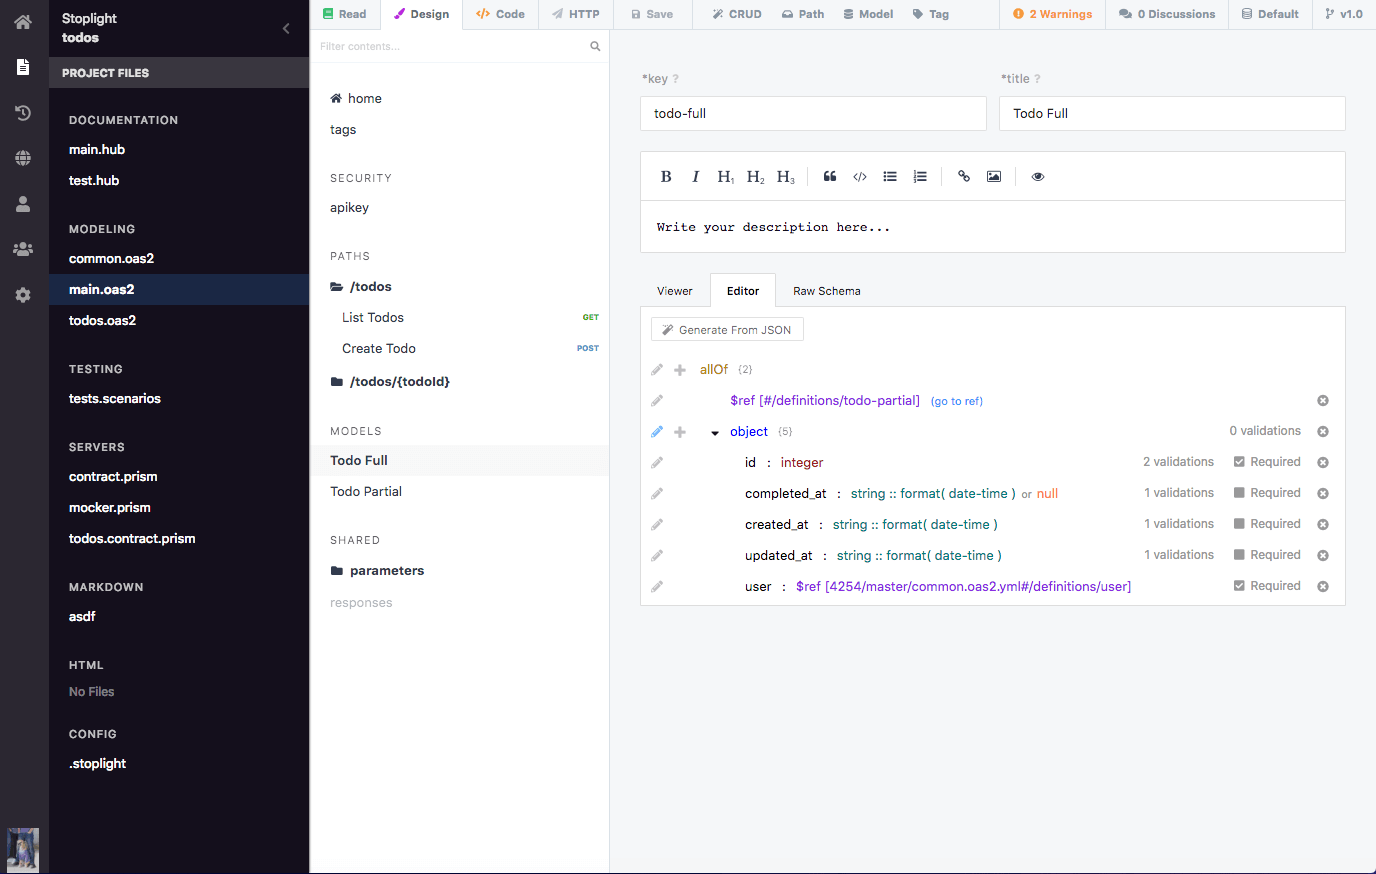 Stoplight
todos
PROJECT FILES
DOCUMENTATION
main.hub
test.hub
MODELING
common.oas2
main.oas2
todos.oas2
TESTING
tests.scenarios
SERVERS
contract.prism
mocker.prism
todos.contract.prism
MARKDOWN
asdf
HTML
No Files
CONFIG
.stoplight
Read Design Code HTTP Save CRUD Path Model Tag 2 Warnings 0 Discussions Default v1.0
Filter contents...
home
tags
SECURITY
apikey
PATHS
/todos
List Todos GET
Create Todo POST
/todos/{todoId}
MODELS
Todo Full
Todo Partial
SHARED
parameters
responses
*key ? *title ?
todo-full Todo Full
B I H1 H2 H3
Write your description here...
Viewer Editor Raw Schema
Generate From JSON
allOf {2}
$ref [#/definitions/todo-partial] (go to ref)
object {5} 0 validations
id : integer 2 validations Required
completed_at : string :: format( date-time ) or null 1 validations Required
created_at : string :: format( date-time ) 1 validations Required
updated_at : string :: format( date-time ) 1 validations Required
user : $ref [4254/master/common.oas2.yml#/definitions/user] Required